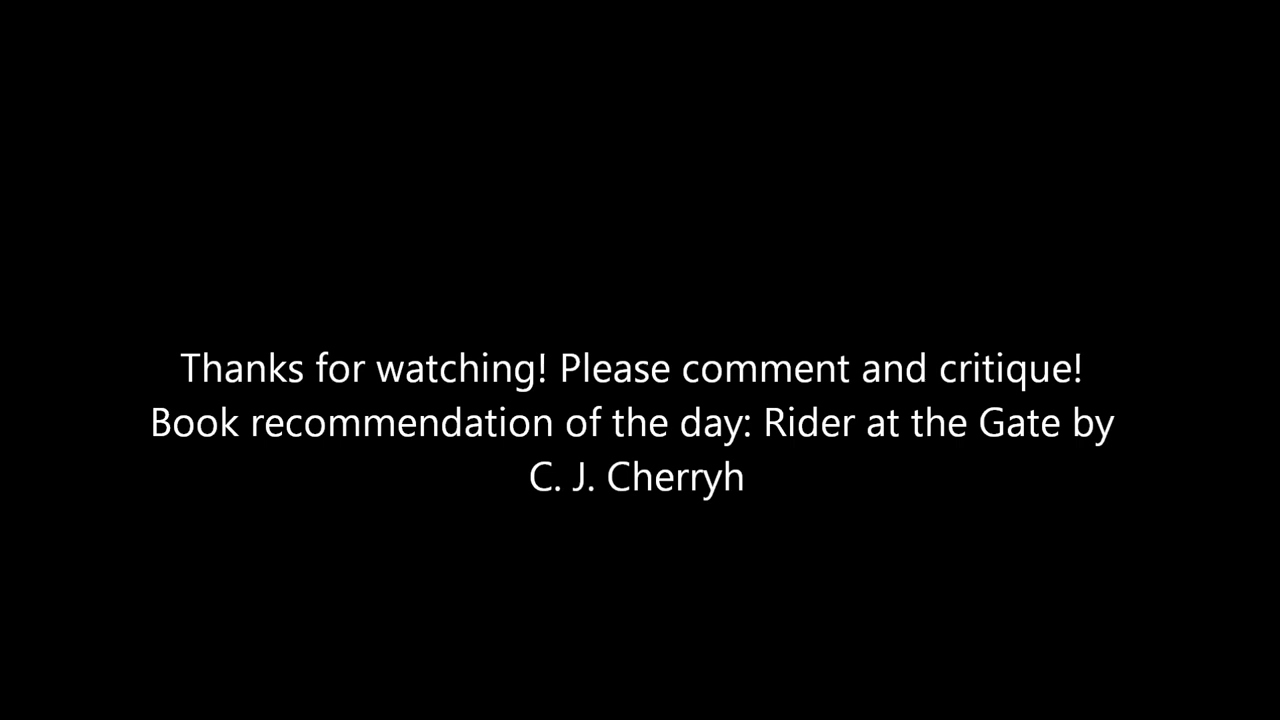 Thanks for watching! Please comment and critique!
Book recommendation of the day: Rider at the Gate by
C. J. Cherryh